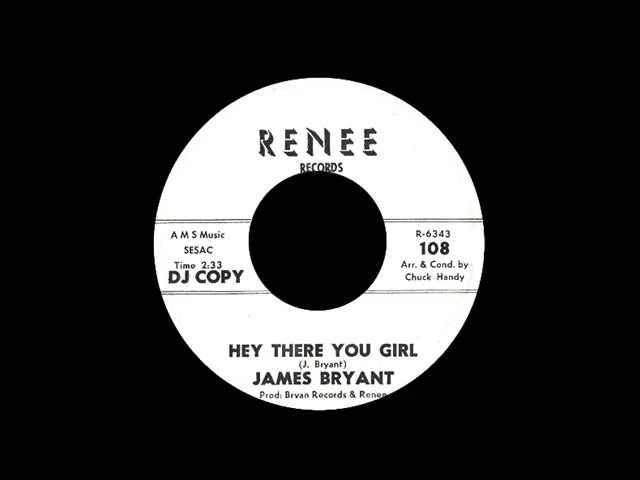 RENEE
RECORDS
A M S Music
SESAC
Time 2:33
DJ COPY
R-6343
108
Arr. & Cond. by
Chuck Handy
HEY THERE YOU GIRL
(J. Bryant)
JAMES BRYANT
Prod: Bryan Records & Renee